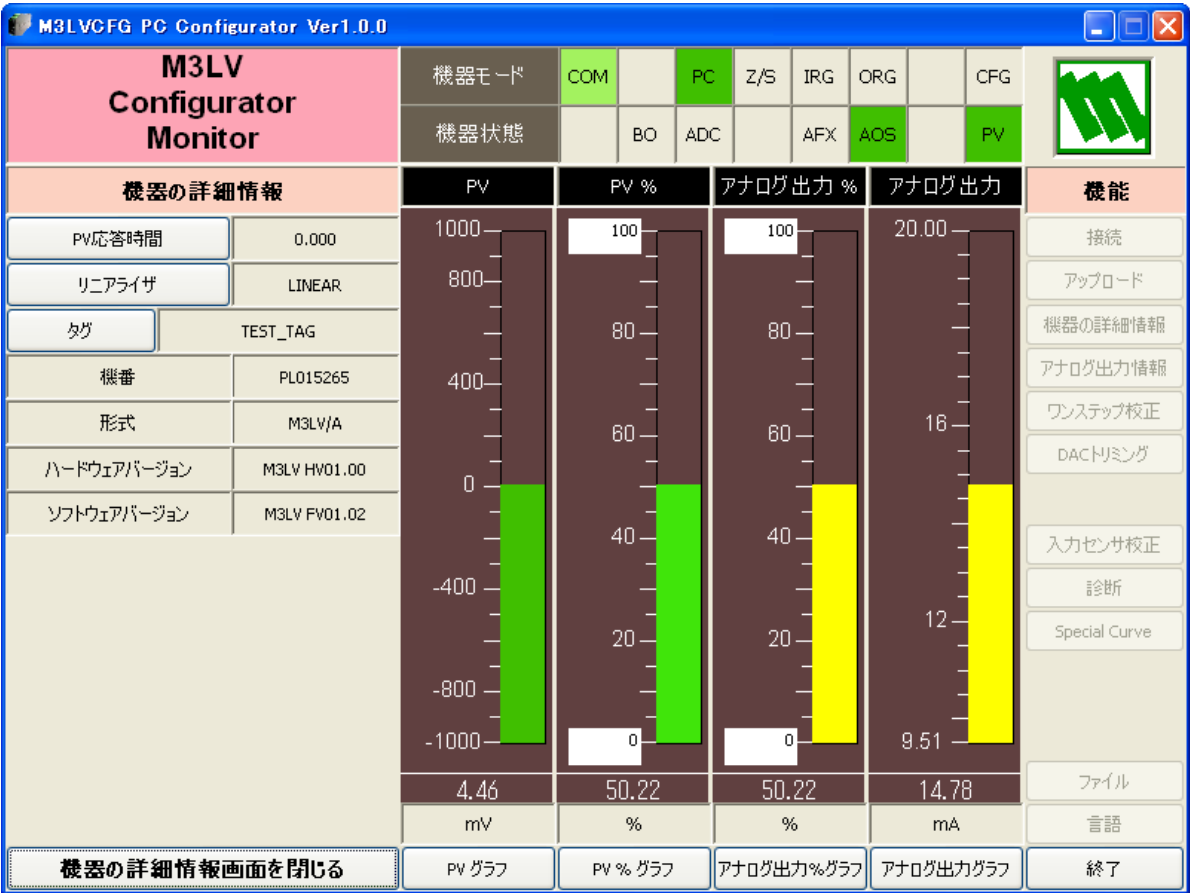 M3LVCFG PC Configurator Ver1.0.0
M3LV
Configurator
Monitor
機器モード
COM
PC
Z/S
IRG
ORG
CFG
機器状態
BO
ADC
AFX
AOS
PV
機器の詳細情報
PV応答時間
0.000
リニアライザ
LINEAR
タグ
TEST_TAG
機番
PL015265
形式
M3LV/A
ハードウェアバージョン
M3LV HV01.00
ソフトウェアバージョン
M3LV FV01.02
機器の詳細情報画面を閉じる
PV
1000
800
400
0
-400
-800
-1000
4.46
mV
PV グラフ
PV %
100
80
60
40
20
0
50.22
%
PV % グラフ
アナログ出力 %
100
80
60
40
20
0
50.22
%
アナログ出力%グラフ
アナログ出力
20.00
16
12
9.51
14.78
mA
アナログ出力グラフ
機能
接続
アップロード
機器の詳細情報
アナログ出力情報
ワンステップ校正
DACトリミング
入力センサ校正
診断
Special Curve
ファイル
言語
終了